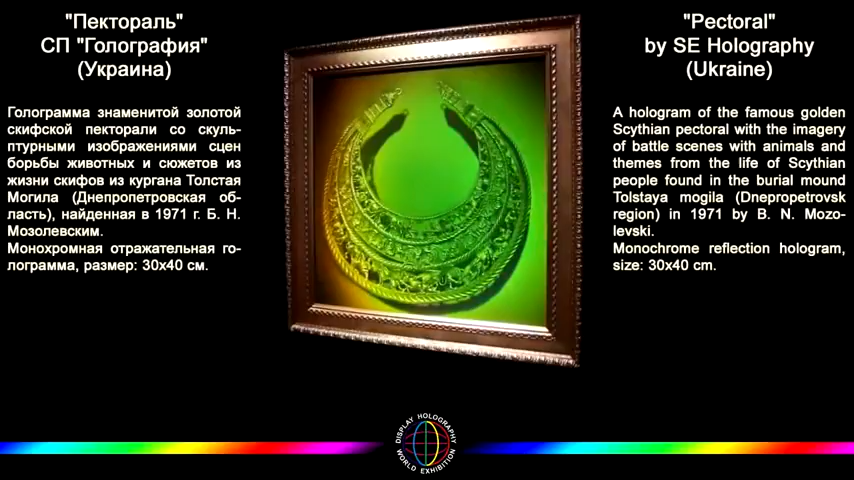 "Пектораль"
СП "Голография"
(Украина)
Голограмма знаменитой золотой
скифской пекторали со скуль-
птурными изображениями сцен
борьбы животных и сюжетов из
жизни скифов из кургана Толстая
Могила (Днепропетровская об-
ласть), найденная в 1971 г. Б. Н.
Мозолевским.
Монохромная отражательная го-
лограмма, размер: 30x40 см.
"Pectoral"
by SE Holography
(Ukraine)
A hologram of the famous golden
Scythian pectoral with the imagery
of battle scenes with animals and
themes from the life of Scythian
people found in the burial mound
Tolstaya mogila (Dnepropetrovsk
region) in 1971 by B. N. Mozo-
levski.
Monochrome reflection hologram,
size: 30x40 cm.
DISPLAY HOLOGRAPHY
WORLD EXHIBITION